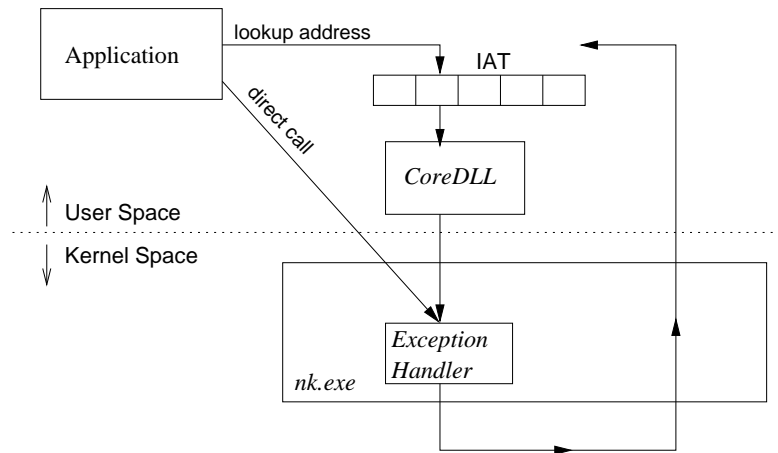 lookup address
Application
IAT
direct call
CoreDLL
User Space
Kernel Space
Exception
Handler
nk.exe